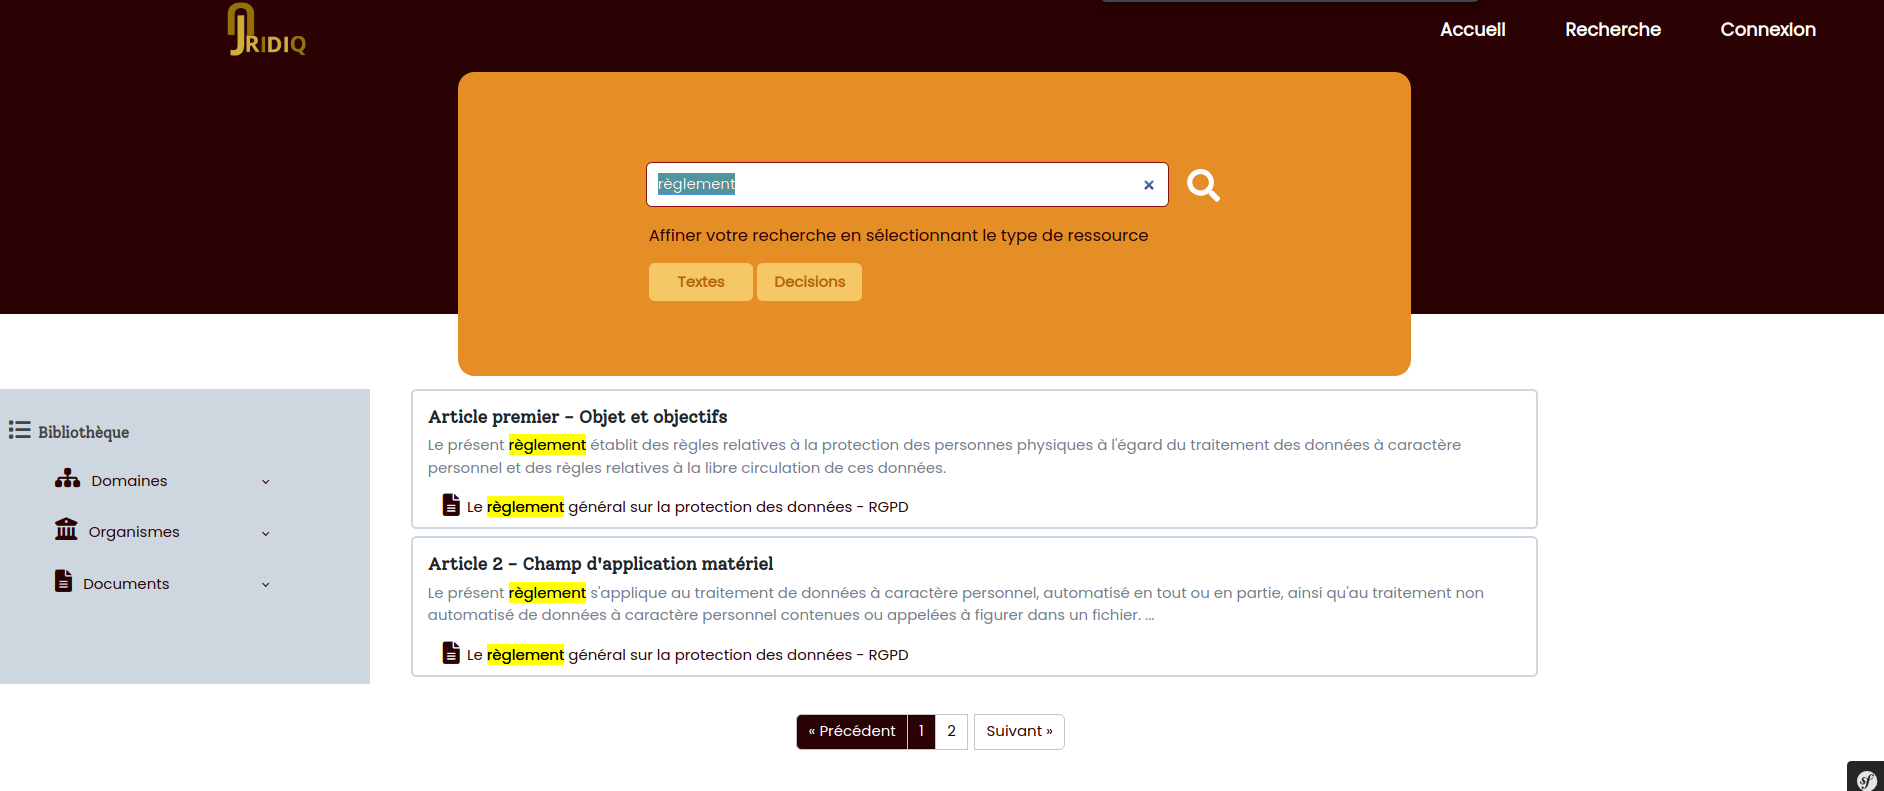 JRIDIQ
Accueil Recherche Connexion
règlement ×
Affiner votre recherche en sélectionnant le type de ressource
Textes Decisions
Bibliothèque
Domaines
Organismes
Documents
Article premier - Objet et objectifs
Le présent règlement établit des règles relatives à la protection des personnes physiques à l'égard du traitement des données à caractère
personnel et des règles relatives à la libre circulation de ces données.
Le règlement général sur la protection des données - RGPD
Article 2 - Champ d'application matériel
Le présent règlement s'applique au traitement de données à caractère personnel, automatisé en tout ou en partie, ainsi qu'au traitement non
automatisé de données à caractère personnel contenues ou appelées à figurer dans un fichier. ...
Le règlement général sur la protection des données - RGPD
« Précédent 1 2 Suivant »
sf